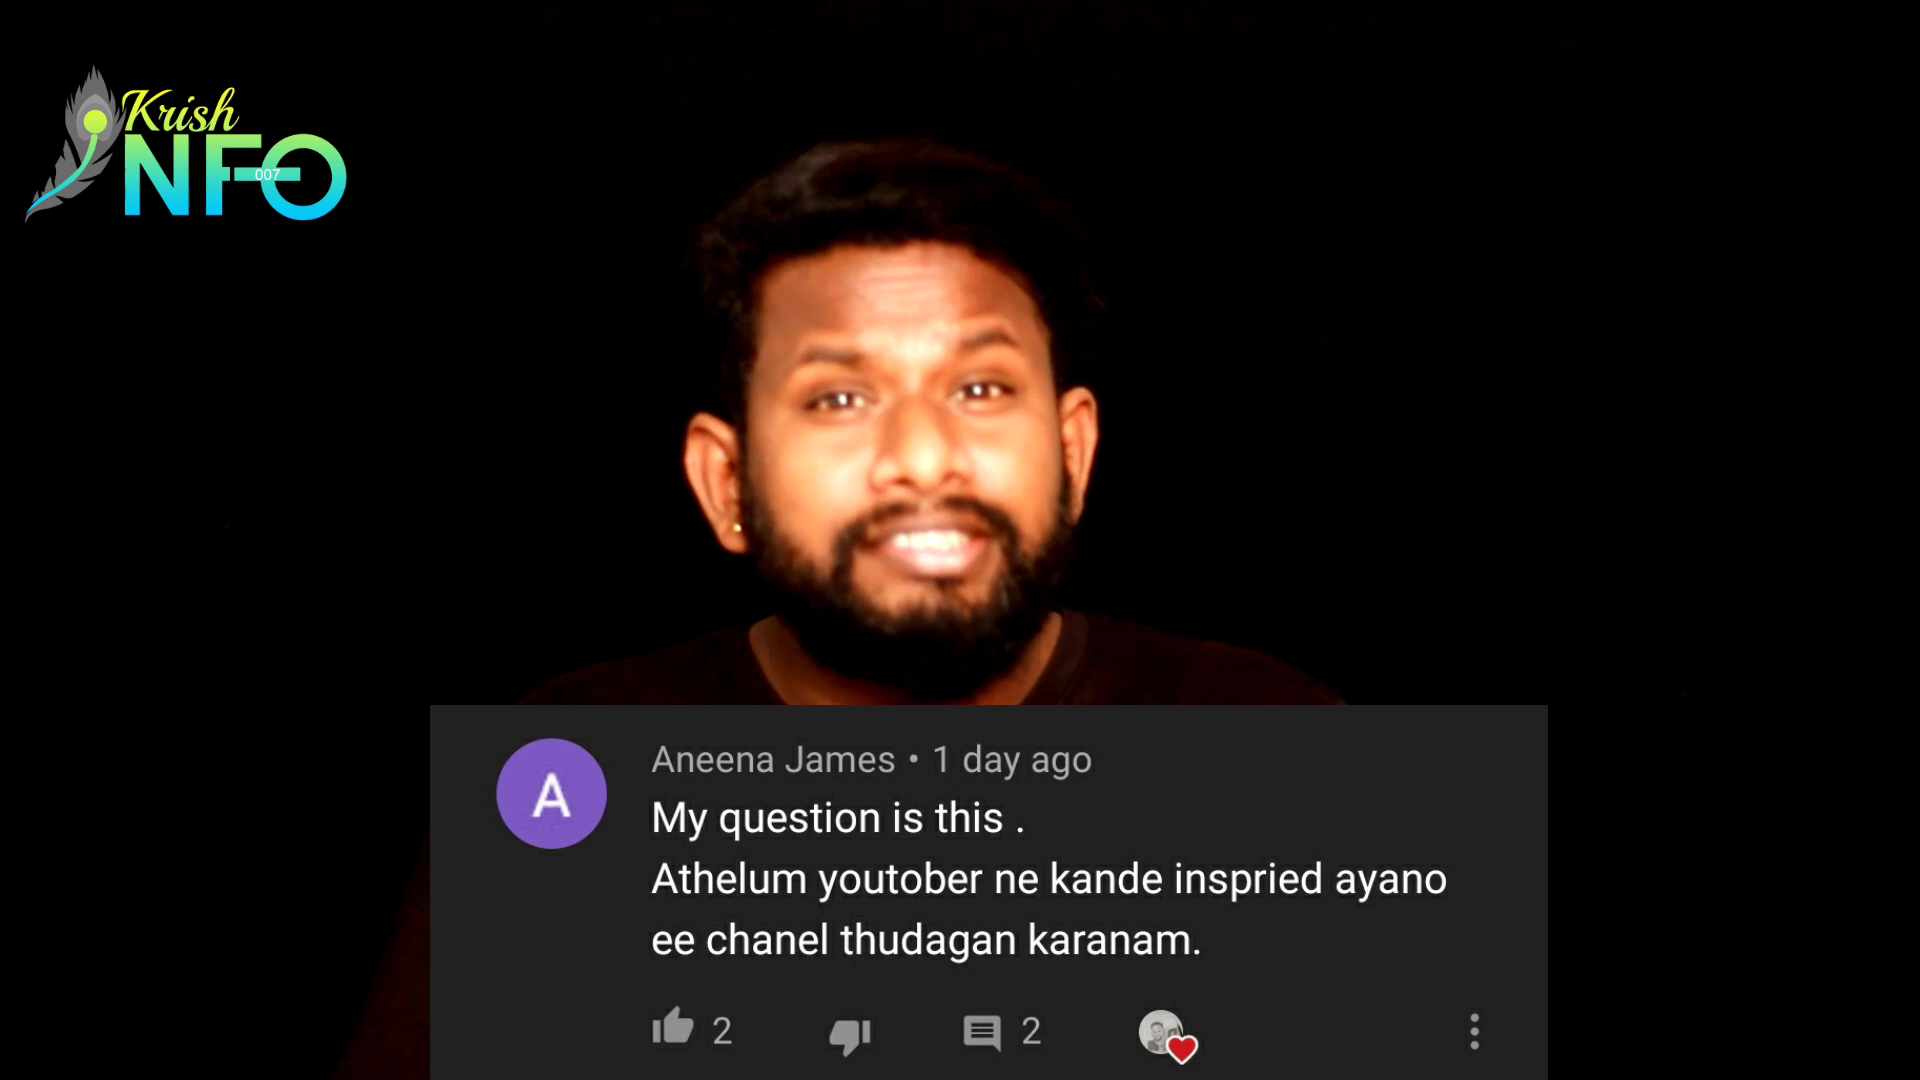 Krish
NFO
007
A
Aneena James • 1 day ago
My question is this .
Athelum youtober ne kande inspried ayano
ee chanel thudagan karanam.
2
2